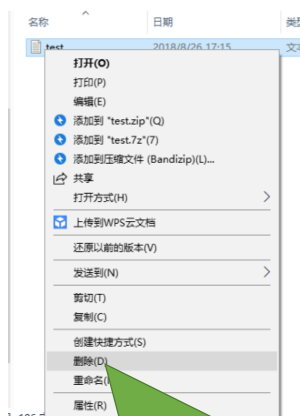 名称
日期
test
2018/8/26 17:15
打开(O)
打印(P)
编辑(E)
添加到 "test.zip"(Q)
添加到 "test.7z"(7)
添加到压缩文件 (Bandizip)(L)...
共享
打开方式(H)
上传到WPS云文档
还原以前的版本(V)
发送到(N)
剪切(T)
复制(C)
创建快捷方式(S)
删除(D)
重命名(
属性(R)